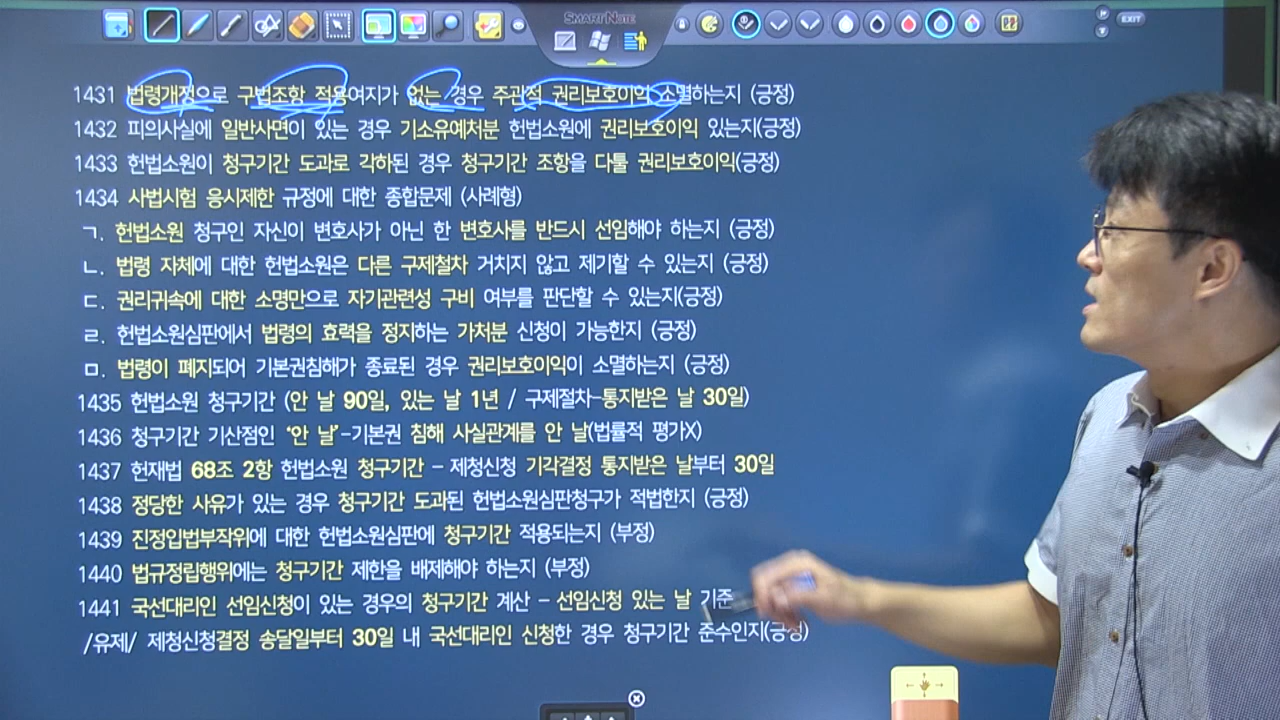 SMART NOTE
EXIT
1431 법령개정으로 구법조항 적용여지가 없는 경우 주관적 권리보호이익 소멸하는지 (긍정)
1432 피의사실에 일반사면이 있는 경우 기소유예처분 헌법소원에 권리보호이익 있는지(긍정)
1433 헌법소원이 청구기간 도과로 각하된 경우 청구기간 조항을 다툴 권리보호이익(긍정)
1434 사법시험 응시제한 규정에 대한 종합문제 (사례형)
ㄱ. 헌법소원 청구인 자신이 변호사가 아닌 한 변호사를 반드시 선임해야 하는지 (긍정)
ㄴ. 법령 자체에 대한 헌법소원은 다른 구제철차 거치지 않고 제기할 수 있는지 (긍정)
ㄷ. 권리귀속에 대한 소명만으로 자기관련성 구비 여부를 판단할 수 있는지(긍정)
ㄹ. 헌법소원심판에서 법령의 효력을 정지하는 가처분 신청이 가능한지 (긍정)
ㅁ. 법령이 폐지되어 기본권침해가 종료된 경우 권리보호이익이 소멸하는지 (긍정)
1435 헌법소원 청구기간 (안 날 90일, 있는 날 1년 / 구제절차-통지받은 날 30일)
1436 청구기간 기산점인 ‘안 날’-기본권 침해 사실관계를 안 날(법률적 평가X)
1437 헌재법 68조 2항 헌법소원 청구기간 - 제청신청 기각결정 통지받은 날부터 30일
1438 정당한 사유가 있는 경우 청구기간 도과된 헌법소원심판청구가 적법한지 (긍정)
1439 진정입법부작위에 대한 헌법소원심판에 청구기간 적용되는지 (부정)
1440 법규정립행위에는 청구기간 제한을 배제해야 하는지 (부정)
1441 국선대리인 선임신청이 있는 경우의 청구기간 계산 - 선임신청 있는 날 기준
/유제/ 제청신청결정 송달일부터 30일 내 국선대리인 신청한 경우 청구기간 준수인지(긍정)